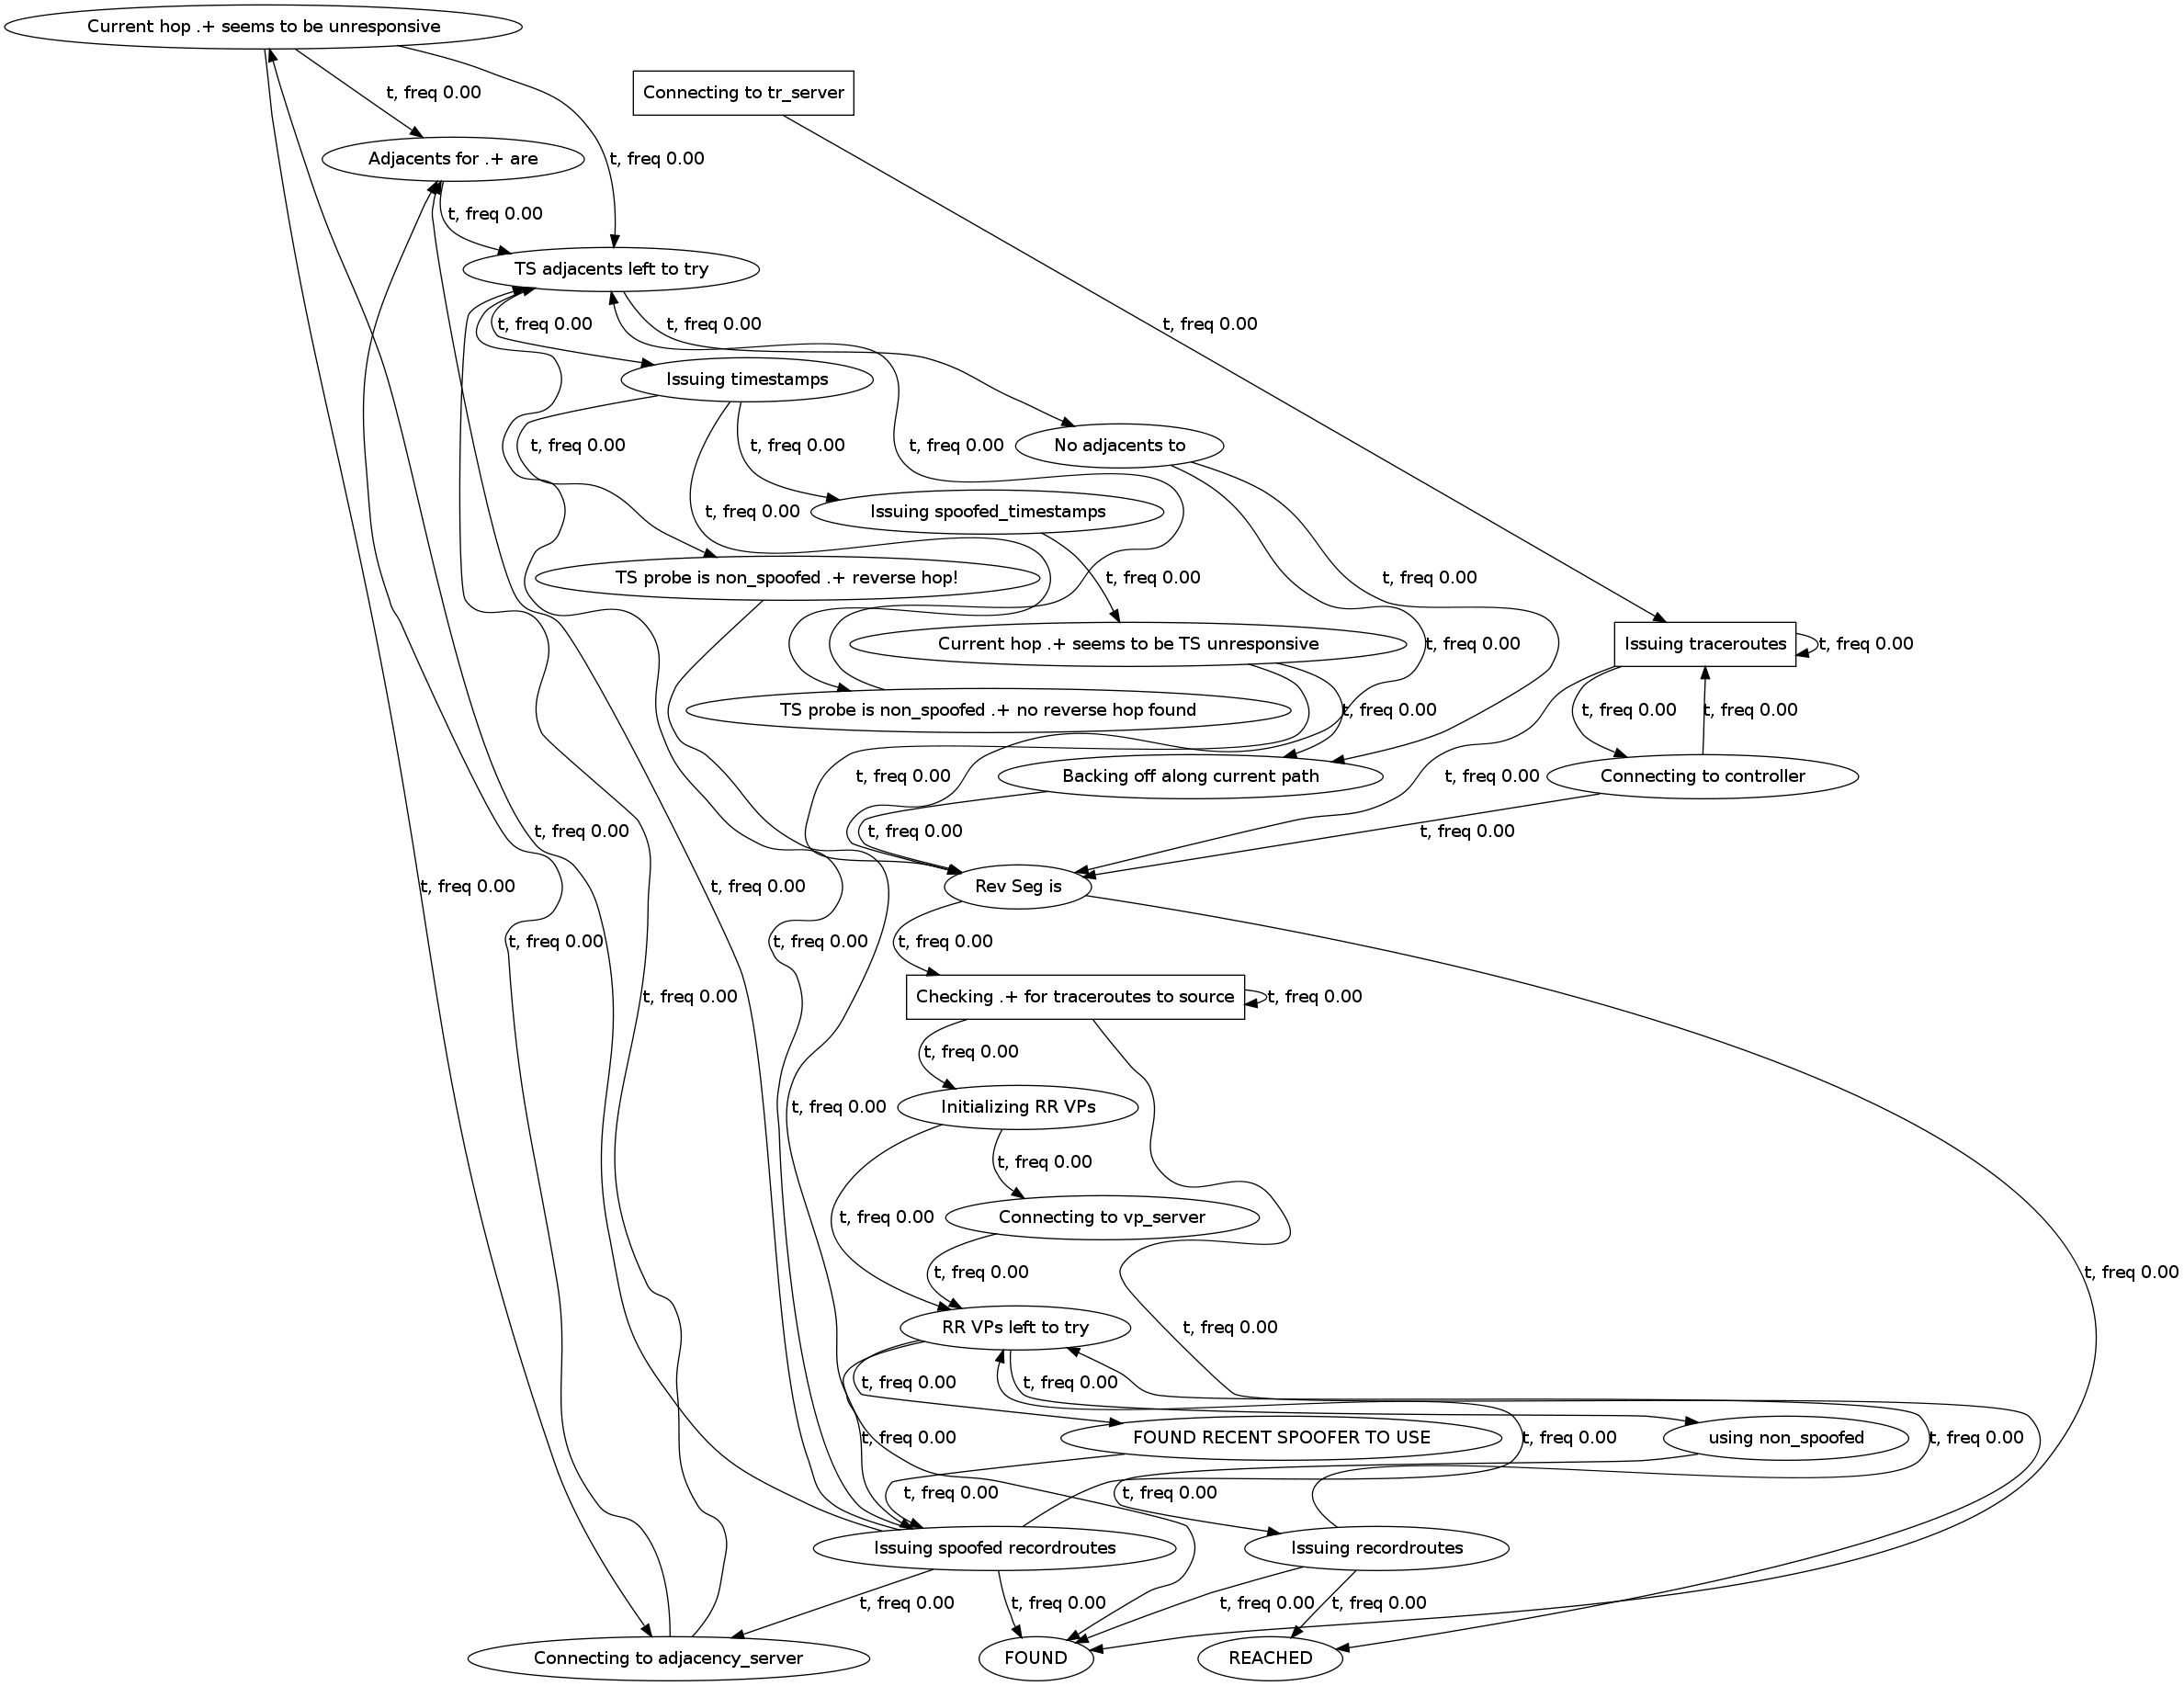 Current hop .+ seems to be unresponsive
t, freq 0.00
Connecting to tr_server
Adjacents for .+ are
t, freq 0.00
t, freq 0.00
TS adjacents left to try
t, freq 0.00
t, freq 0.00
t, freq 0.00
Issuing timestamps
t, freq 0.00
t, freq 0.00
t, freq 0.00
No adjacents to
t, freq 0.00
Issuing spoofed_timestamps
TS probe is non_spoofed .+ reverse hop!
t, freq 0.00
t, freq 0.00
Current hop .+ seems to be TS unresponsive
t, freq 0.00
Issuing traceroutes
t, freq 0.00
TS probe is non_spoofed .+ no reverse hop found
t, freq 0.00
t, freq 0.00
t, freq 0.00
t, freq 0.00
Backing off along current path
t, freq 0.00
Connecting to controller
t, freq 0.00
t, freq 0.00
t, freq 0.00
t, freq 0.00
t, freq 0.00
Rev Seg is
t, freq 0.00
t, freq 0.00
t, freq 0.00
t, freq 0.00
Checking .+ for traceroutes to source
t, freq 0.00
t, freq 0.00
t, freq 0.00
Initializing RR VPs
t, freq 0.00
t, freq 0.00
Connecting to vp_server
t, freq 0.00
t, freq 0.00
RR VPs left to try
t, freq 0.00
t, freq 0.00
t, freq 0.00
t, freq 0.00
FOUND RECENT SPOOFER TO USE
t, freq 0.00
using non_spoofed
t, freq 0.00
t, freq 0.00
t, freq 0.00
Issuing spoofed recordroutes
Issuing recordroutes
t, freq 0.00
t, freq 0.00
t, freq 0.00
t, freq 0.00
Connecting to adjacency_server
FOUND
REACHED